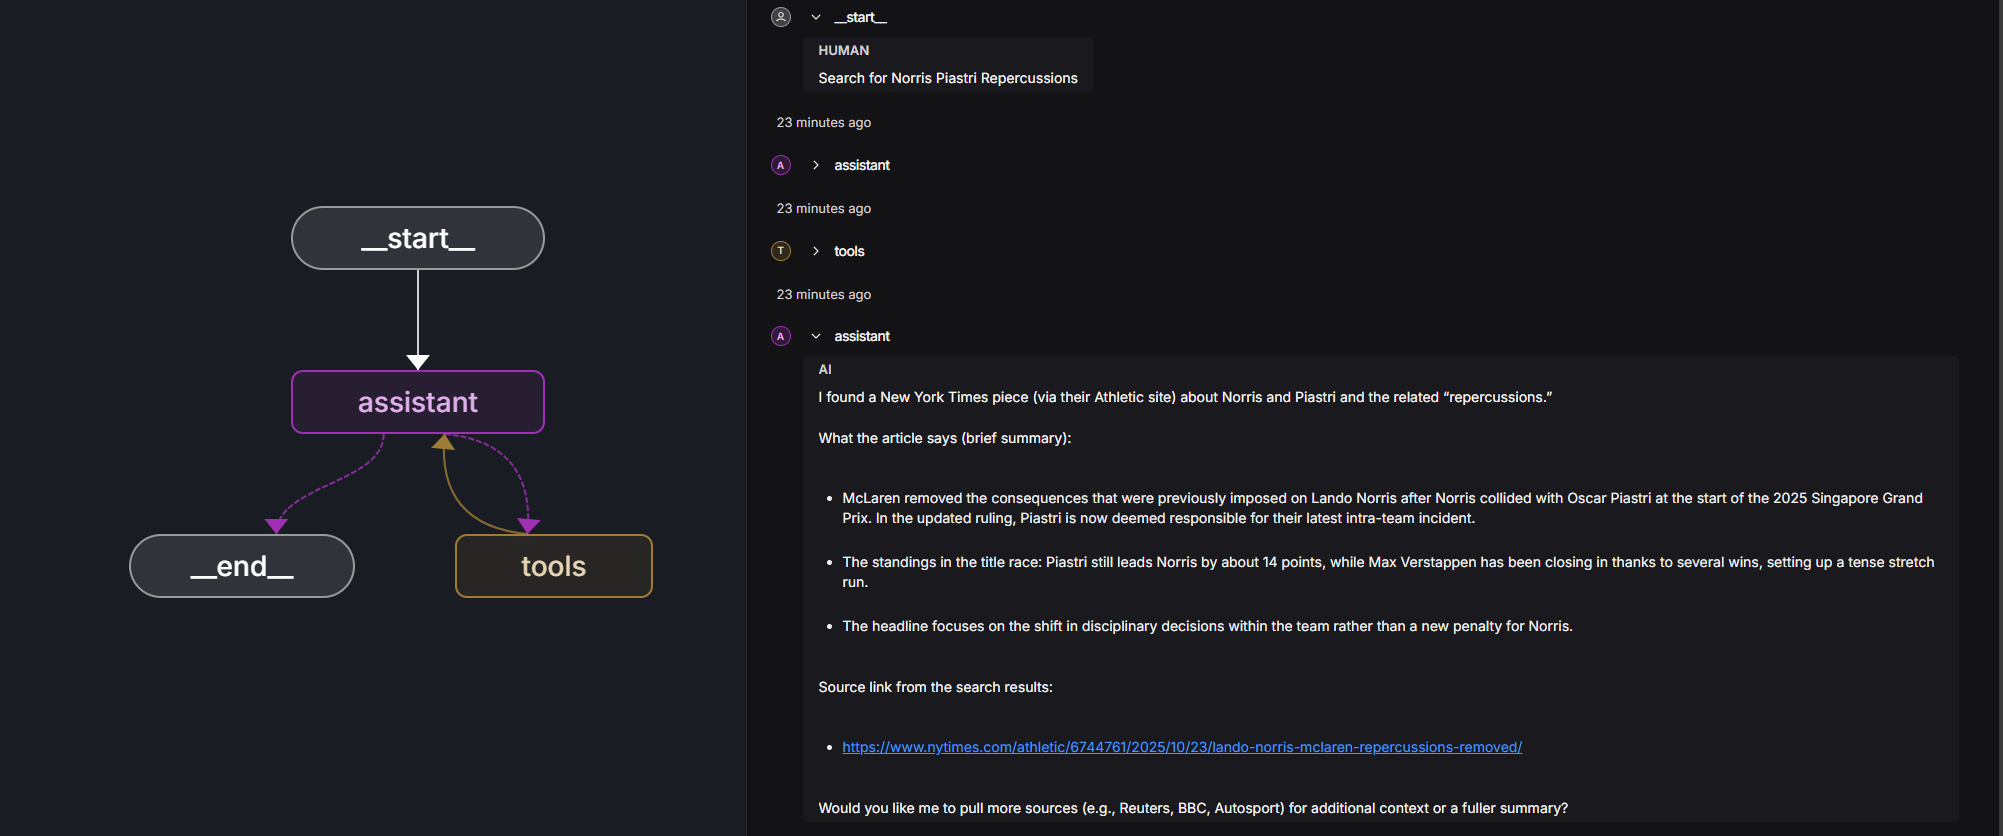 __start__
assistant
__end__
tools
__start__
HUMAN
Search for Norris Piastri Repercussions
23 minutes ago
A
assistant
23 minutes ago
T
tools
23 minutes ago
A
assistant
AI
I found a New York Times piece (via their Athletic site) about Norris and Piastri and the related “repercussions.”
What the article says (brief summary):
• McLaren removed the consequences that were previously imposed on Lando Norris after Norris collided with Oscar Piastri at the start of the 2025 Singapore Grand
Prix. In the updated ruling, Piastri is now deemed responsible for their latest intra-team incident.
• The standings in the title race: Piastri still leads Norris by about 14 points, while Max Verstappen has been closing in thanks to several wins, setting up a tense stretch
run.
• The headline focuses on the shift in disciplinary decisions within the team rather than a new penalty for Norris.
Source link from the search results:
• https://www.nytimes.com/athletic/6744761/2025/10/23/lando-norris-mclaren-repercussions-removed/
Would you like me to pull more sources (e.g., Reuters, BBC, Autosport) for additional context or a fuller summary?